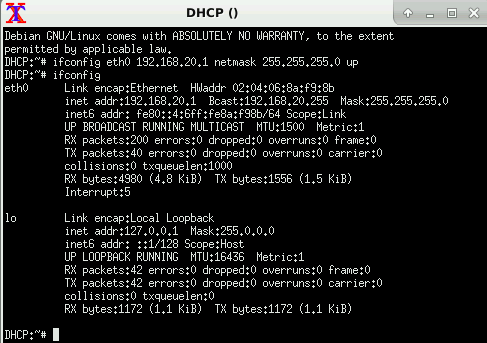 DHCP ()
Debian GNU/Linux comes with ABSOLUTELY NO WARRANTY, to the extent
permitted by applicable law.
DHCP:~# ifconfig eth0 192.168.20.1 netmask 255.255.255.0 up
DHCP:~# ifconfig
eth0 Link encap:Ethernet HWaddr 02:04:06:8a:f9:8b
inet addr:192.168.20.1 Bcast:192.168.20.255 Mask:255.255.255.0
inet6 addr: fe80::4:6ff:fe8a:f98b/64 Scope:Link
UP BROADCAST RUNNING MULTICAST MTU:1500 Metric:1
RX packets:200 errors:0 dropped:0 overruns:0 frame:0
TX packets:40 errors:0 dropped:0 overruns:0 carrier:0
collisions:0 txqueuelen:1000
RX bytes:4980 (4.8 KiB) TX bytes:1556 (1.5 KiB)
Interrupt:5
lo Link encap:Local Loopback
inet addr:127.0.0.1 Mask:255.0.0.0
inet6 addr: ::1/128 Scope:Host
UP LOOPBACK RUNNING MTU:16436 Metric:1
RX packets:42 errors:0 dropped:0 overruns:0 frame:0
TX packets:42 errors:0 dropped:0 overruns:0 carrier:0
collisions:0 txqueuelen:0
RX bytes:1172 (1.1 KiB) TX bytes:1172 (1.1 KiB)
DHCP:~#